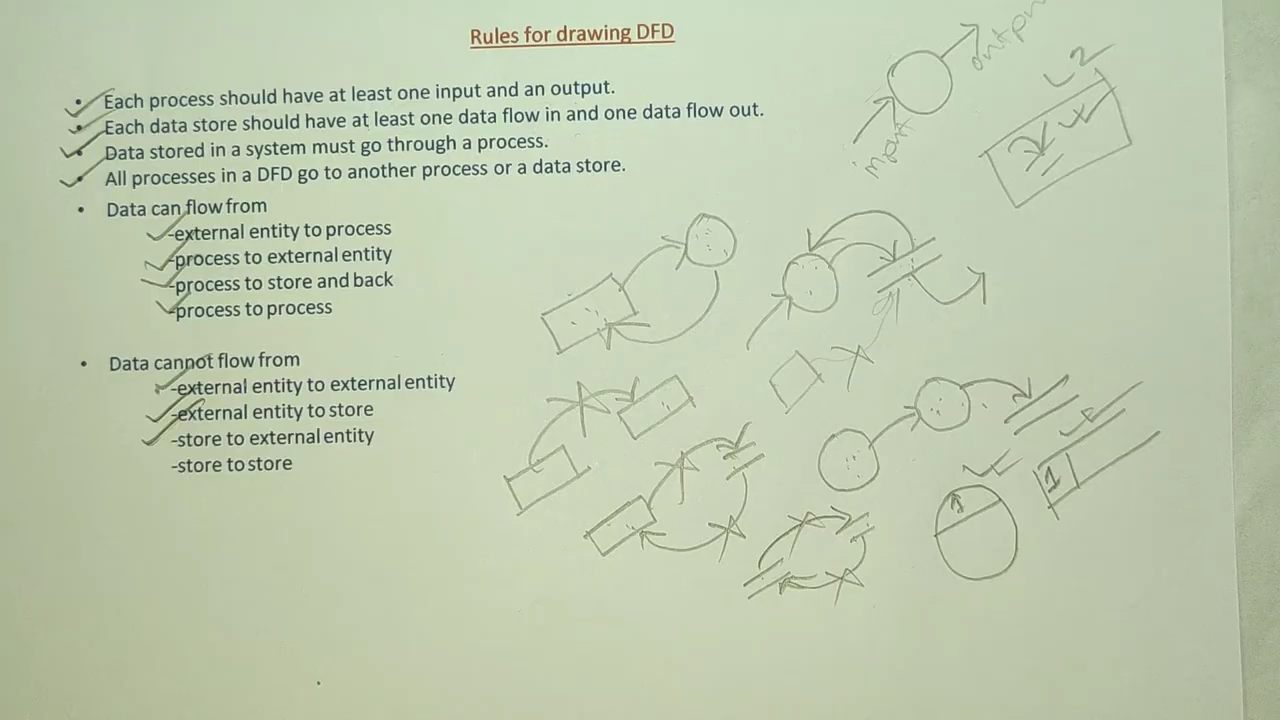 Rules for drawing DFD
• Each process should have at least one input and an output.
• Each data store should have at least one data flow in and one data flow out.
• Data stored in a system must go through a process.
• All processes in a DFD go to another process or a data store.
• Data can flow from
-external entity to process
-process to external entity
-process to store and back
-process to process
• Data cannot flow from
-external entity to external entity
-external entity to store
-store to external entity
-store to store
input
1